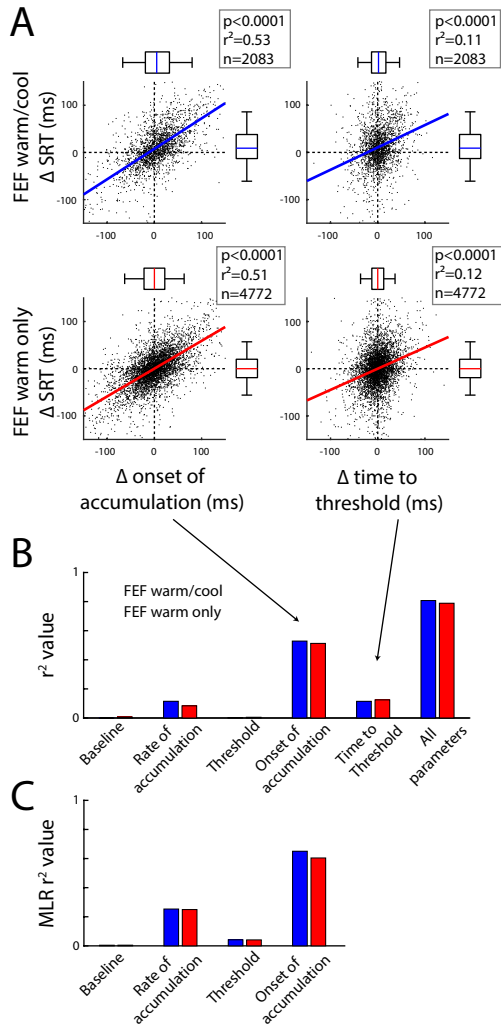 A
p<0.0001
r²=0.53
n=2083
p<0.0001
r²=0.11
n=2083
FEF warm/cool
Δ SRT (ms)
100
0
-100
-100
0
100
-100
0
100
p<0.0001
r²=0.51
n=4772
p<0.0001
r²=0.12
n=4772
FEF warm only
Δ SRT (ms)
100
0
-100
-100
0
100
-100
0
100
Δ onset of
accumulation (ms)
Δ time to
threshold (ms)
B
1
0
r² value
FEF warm/cool
FEF warm only
Baseline
Rate of
accumulation
Threshold
Onset of
accumulation
Time to
Threshold
All
parameters
C
1
0
MLR r² value
Baseline
Rate of
accumulation
Threshold
Onset of
accumulation